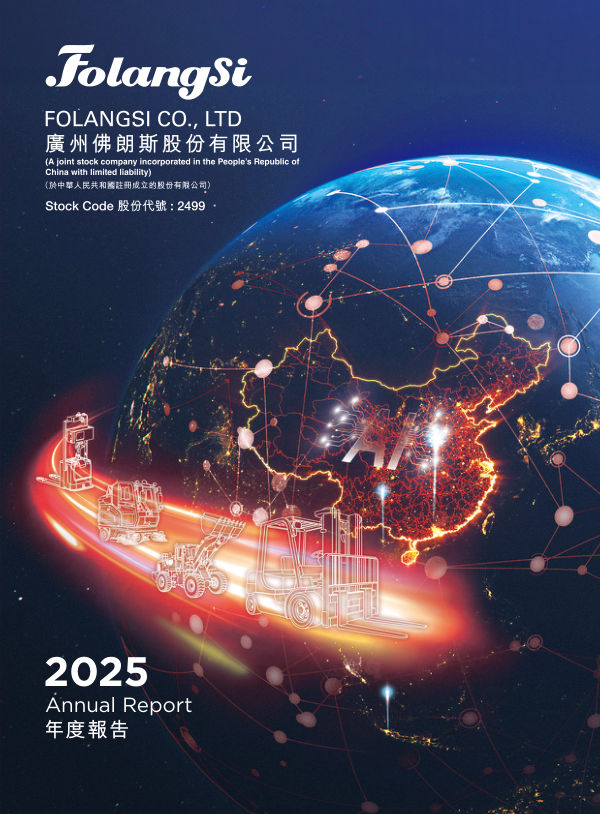 FolangSi
FOLANGSI CO., LTD
廣州佛朗斯股份有限公司
(A joint stock company incorporated in the People's Republic of
China with limited liability)
（於中華人民共和國註冊成立的股份有限公司）
Stock Code 股份代號 : 2499
AI
2025
Annual Report
年度報告